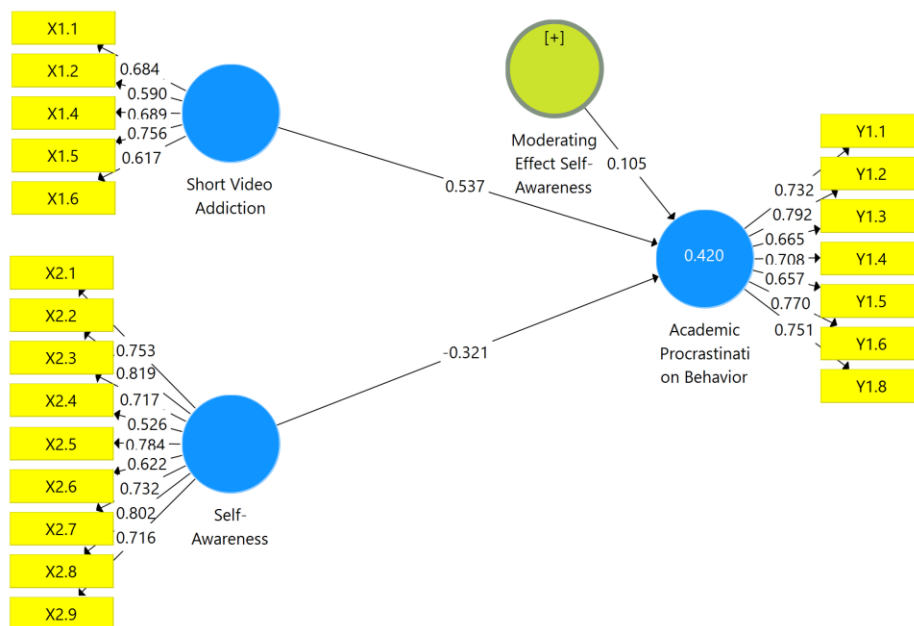 X1.1
X1.2
X1.4
X1.5
X1.6
0.684
0.590
0.689
0.756
0.617
Short Video
Addiction
[+]
Moderating
Effect Self-
Awareness
0.105
0.537
-0.321
0.420
Academic
Procrastinati
on Behavior
0.732
0.792
0.665
0.708
0.657
0.770
0.751
Y1.1
Y1.2
Y1.3
Y1.4
Y1.5
Y1.6
Y1.8
X2.1
X2.2
X2.3
X2.4
X2.5
X2.6
X2.7
X2.8
X2.9
0.753
0.819
0.717
0.526
0.784
0.622
0.732
0.802
0.716
Self-
Awareness